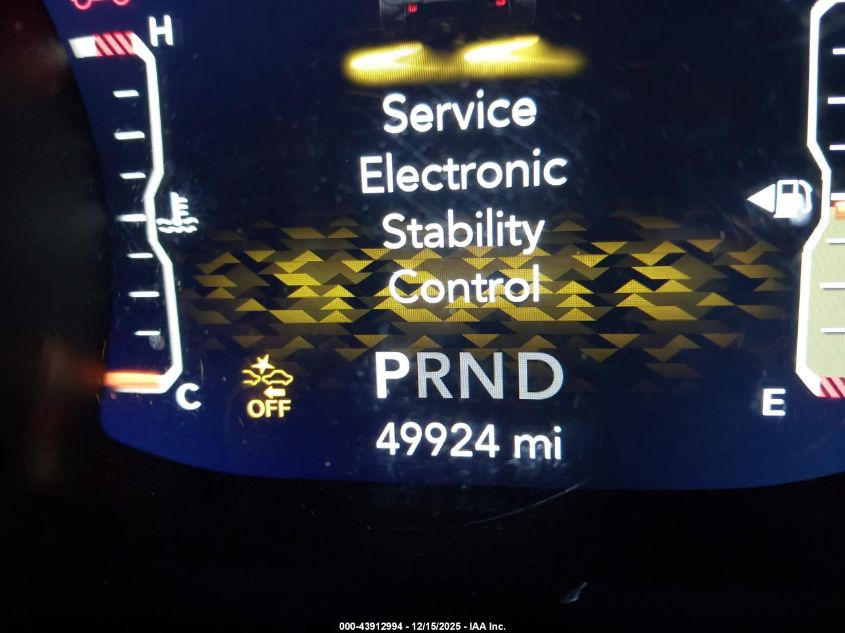 H
Service
Electronic
Stability
Control
PRND
C
OFF
E
49924 mi
000-43912994 - 12/15/2025 - IAA Inc.